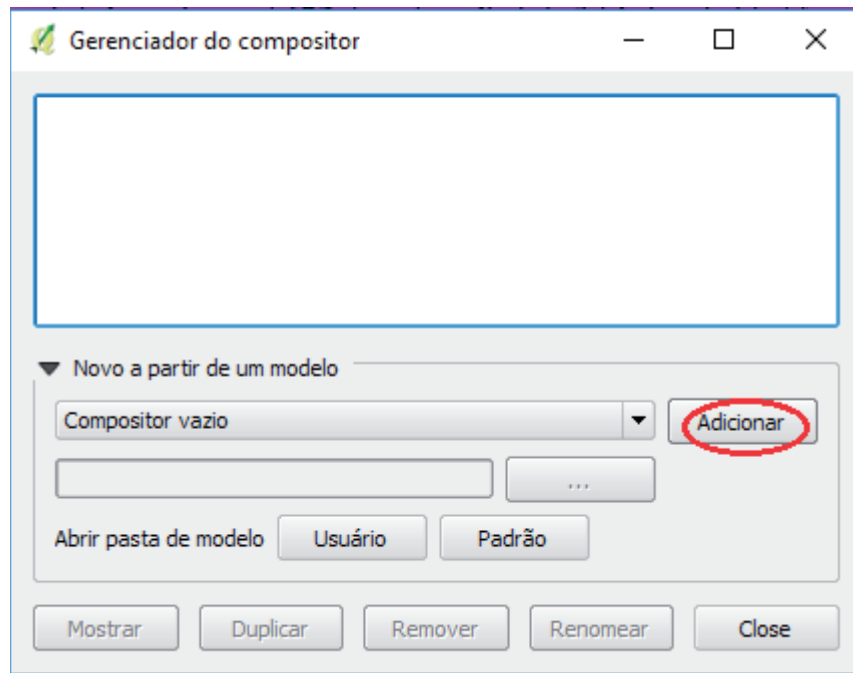 Gerenciador do compositor
Novo a partir de um modelo
Compositor vazio
Adicionar
...
Abrir pasta de modelo
Usuário
Padrão
Mostrar
Duplicar
Remover
Renomear
Close